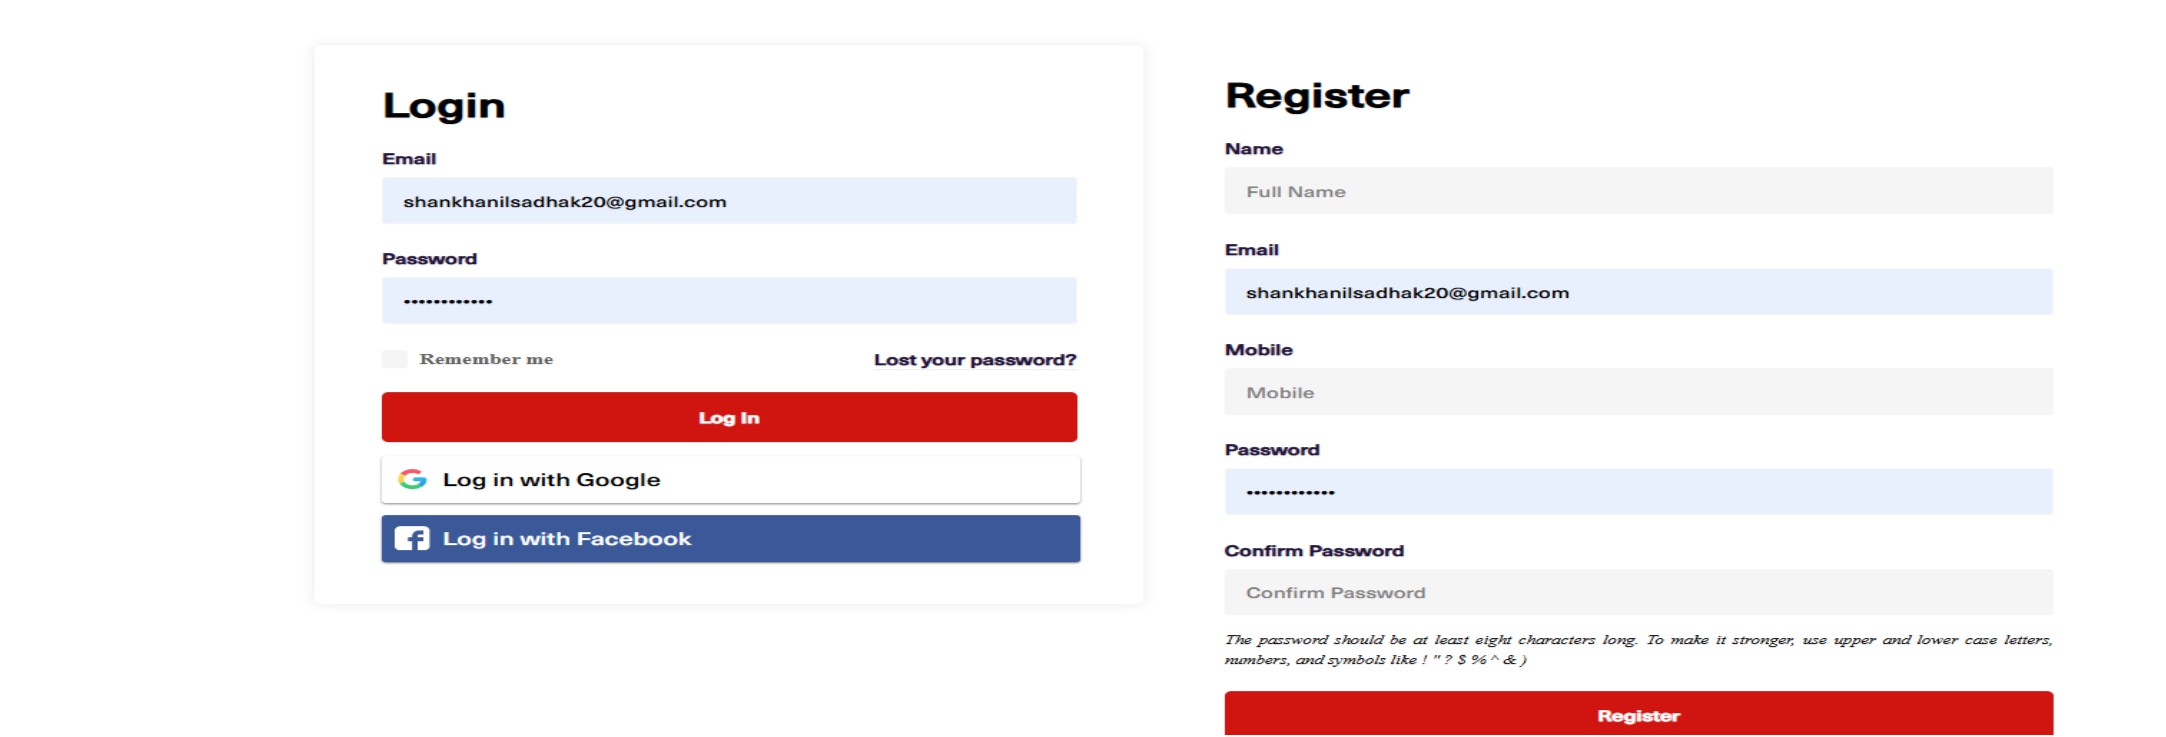 Login
Email
shankhanilsadhak20@gmail.com
Password
••••••••••••
Remember me
Lost your password?
Log In
Log in with Google
Log in with Facebook
Register
Name
Full Name
Email
shankhanilsadhak20@gmail.com
Mobile
Mobile
Password
••••••••••••
Confirm Password
Confirm Password
The password should be at least eight characters long. To make it stronger, use upper and lower case letters,
numbers, and symbols like ! " ? $ % ^ & )
Register